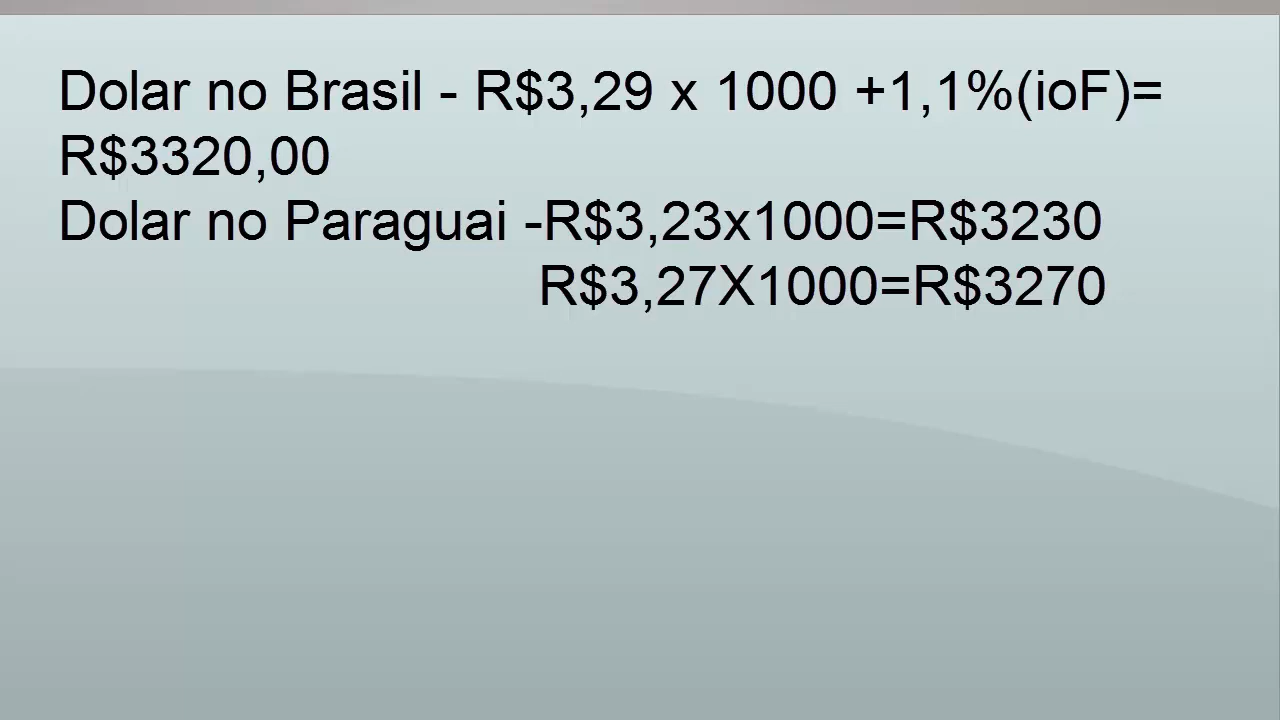 Dolar no Brasil - R$3,29 x 1000 +1,1%(ioF)=
R$3320,00
Dolar no Paraguai -R$3,23x1000=R$3230
R$3,27X1000=R$3270